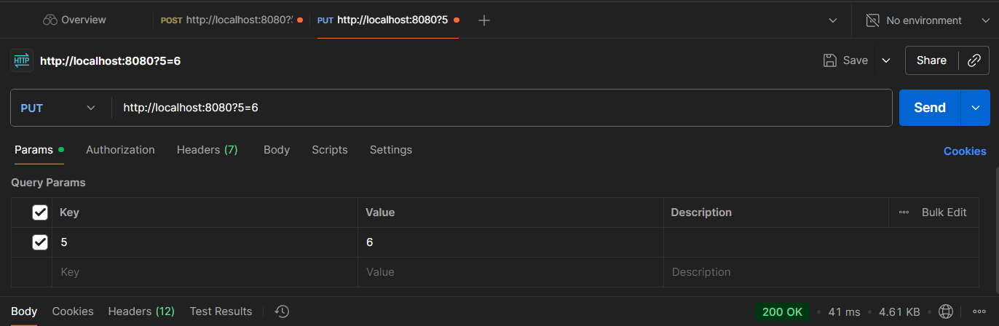 Overview POST http://localhost:8080? PUT http://localhost:8080?5 No environment
HTTP http://localhost:8080?5=6 Save Share
PUT http://localhost:8080?5=6 Send
Params Authorization Headers (7) Body Scripts Settings Cookies
Query Params
Key Value Description Bulk Edit
5 6
Key Value Description
Body Cookies Headers (12) Test Results 200 OK 41 ms 4.61 KB